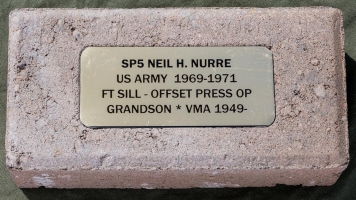 SP5 NEIL H. NURRE
US ARMY 1969-1971
FT SILL - OFFSET PRESS OP
GRANDSON * VMA 1949-